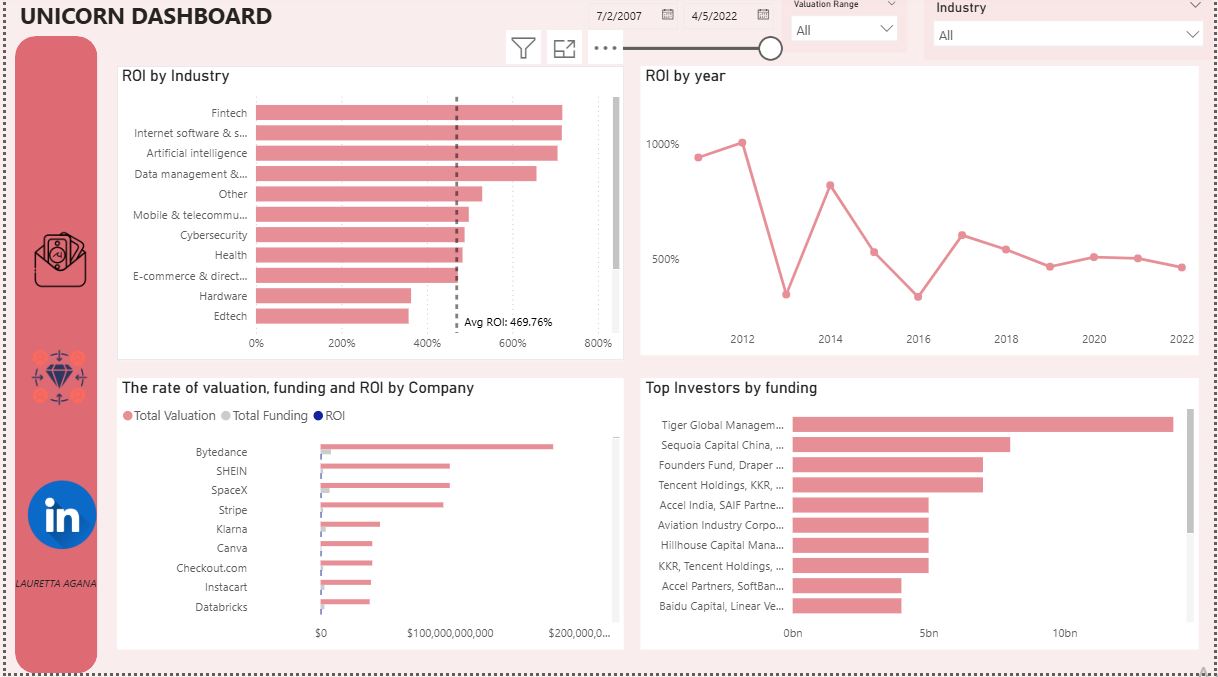 UNICORN DASHBOARD
7/2/2007 4/5/2022
Valuation Range
All
Industry
All
ROI by Industry
Fintech
Internet software & s...
Artificial intelligence
Data management &...
Other
Mobile & telecommu...
Cybersecurity
Health
E-commerce & direct...
Hardware
Edtech
Avg ROI: 469.76%
0% 200% 400% 600% 800%
ROI by year
1000%
500%
2012 2014 2016 2018 2020 2022
The rate of valuation, funding and ROI by Company
Total Valuation Total Funding ROI
Bytedance
SHEIN
SpaceX
Stripe
Klarna
Canva
Checkout.com
Instacart
Databricks
$0 $100,000,000,000 $200,000,0...
Top Investors by funding
Tiger Global Managem...
Sequoia Capital China, ...
Founders Fund, Draper ...
Tencent Holdings, KKR, ...
Accel India, SAIF Partne...
Aviation Industry Corpo...
Hillhouse Capital Mana...
KKR, Tencent Holdings, ...
Accel Partners, SoftBan...
Baidu Capital, Linear Ve...
0bn 5bn 10bn
in
LAURETTA AGANA